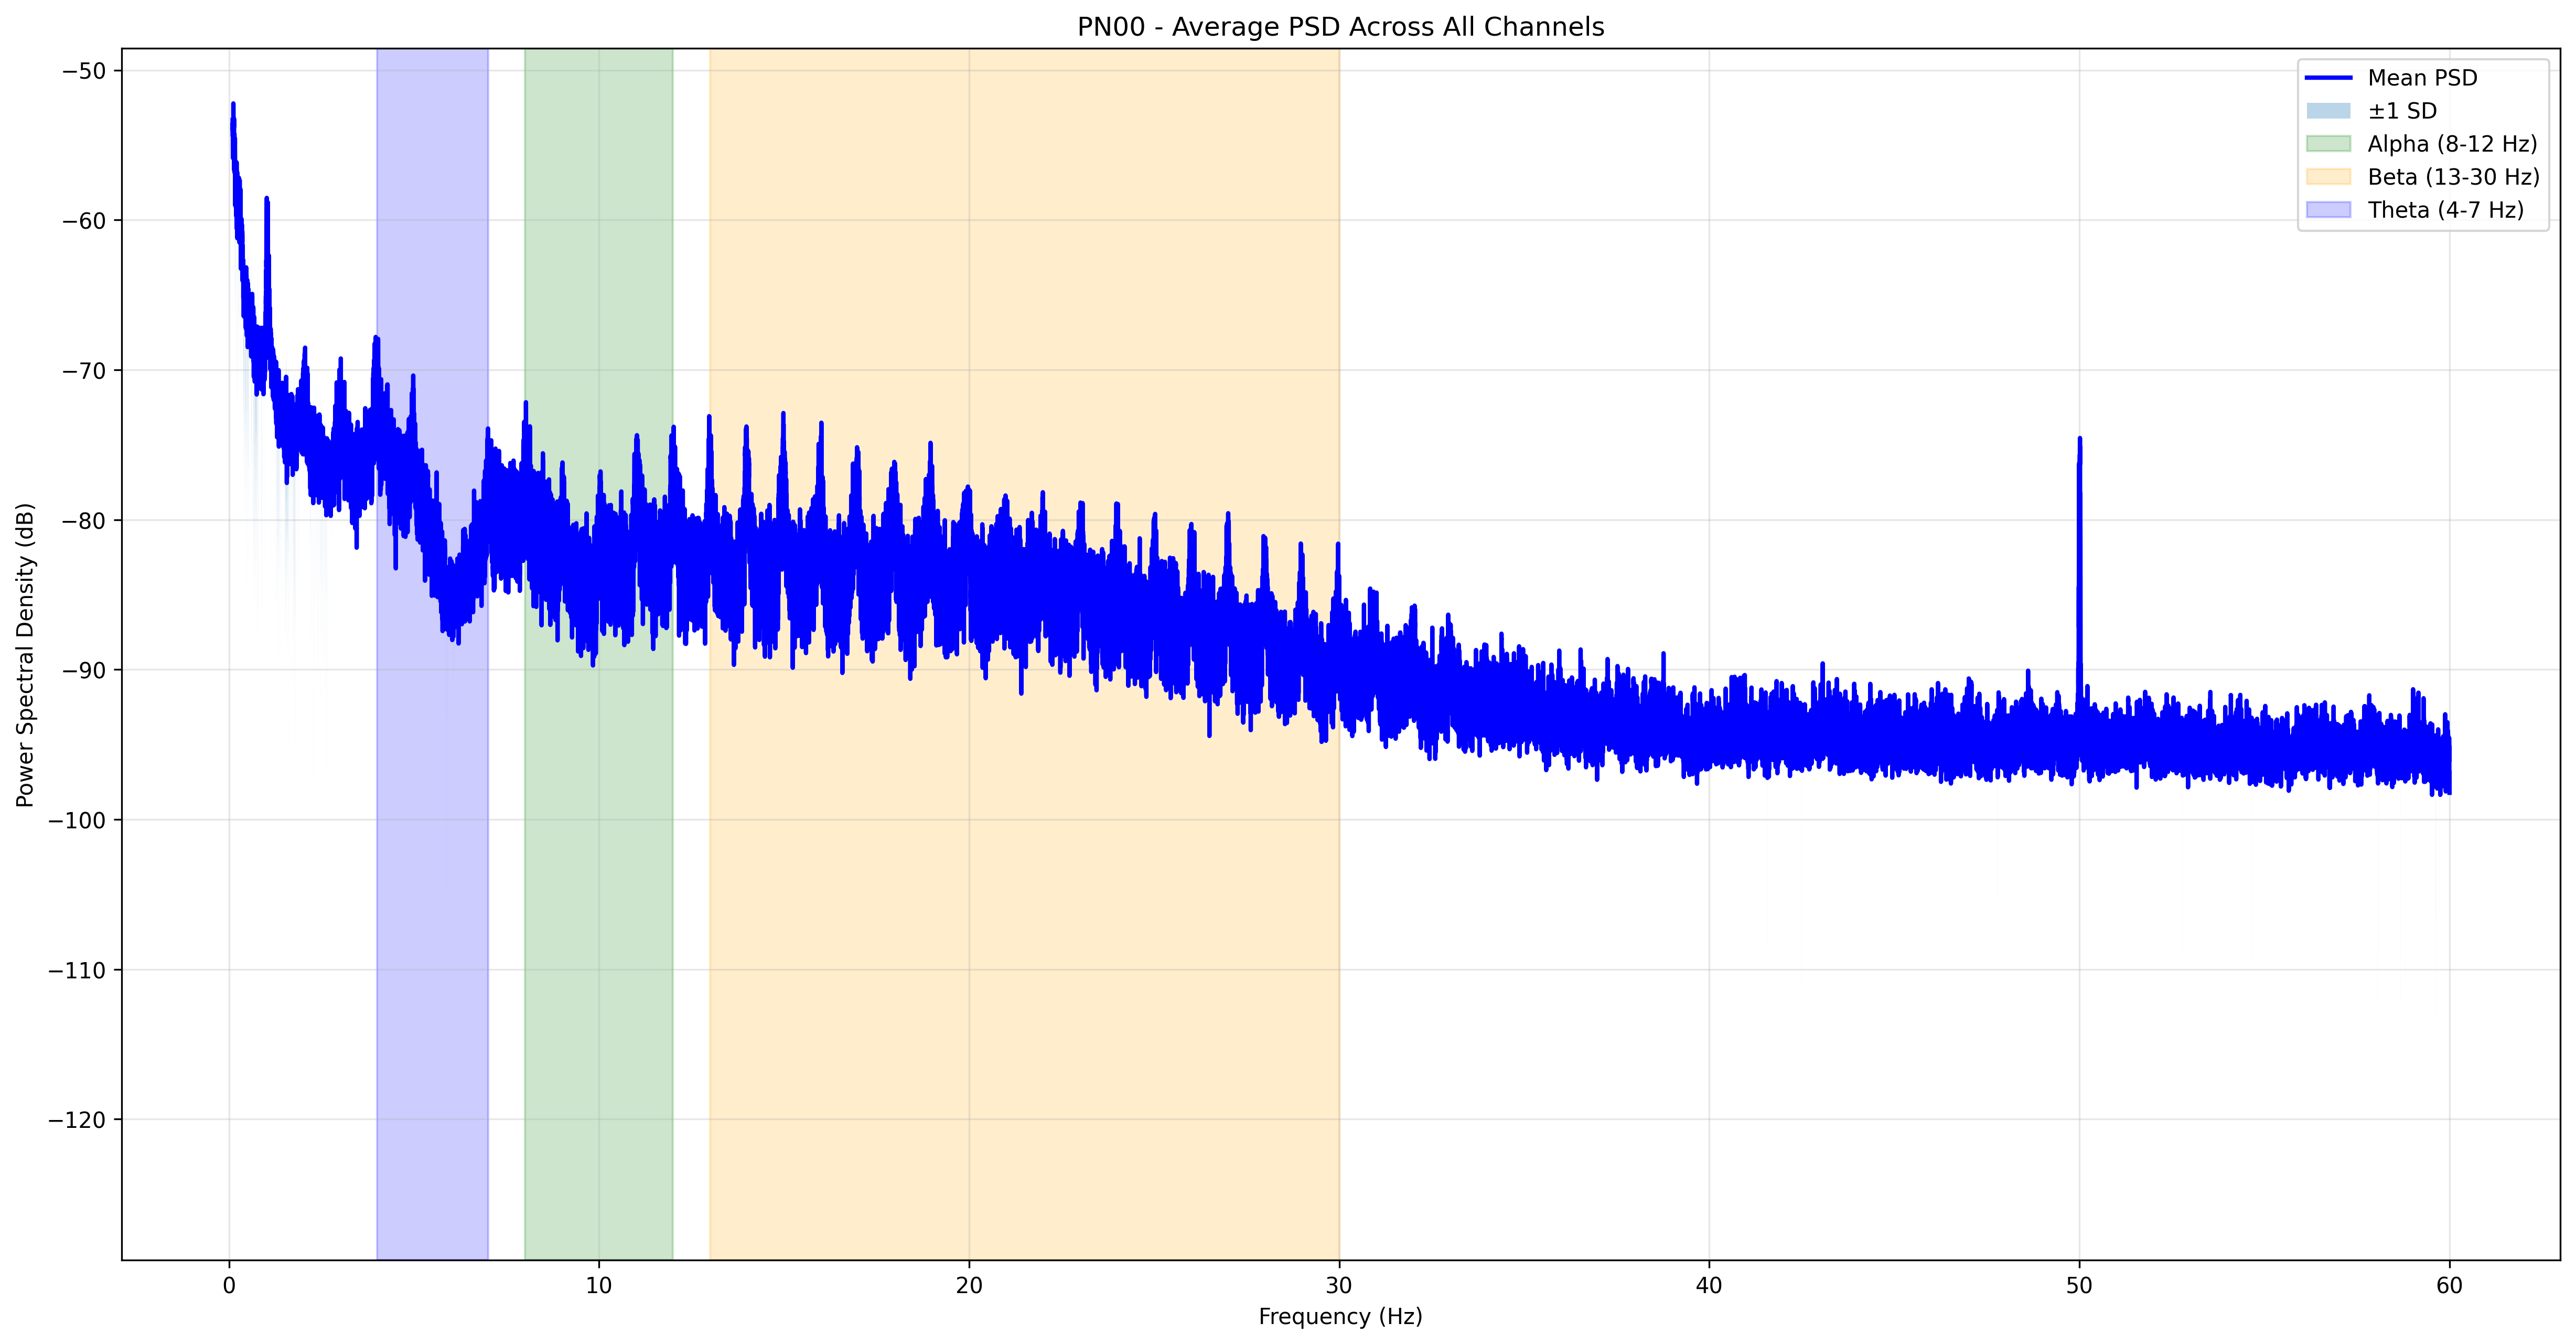 PN00 - Average PSD Across All Channels
Mean PSD
±1 SD
Alpha (8-12 Hz)
Beta (13-30 Hz)
Theta (4-7 Hz)
Power Spectral Density (dB)
−50
−60
−70
−80
−90
−100
−110
−120
0 10 20 30 40 50 60
Frequency (Hz)